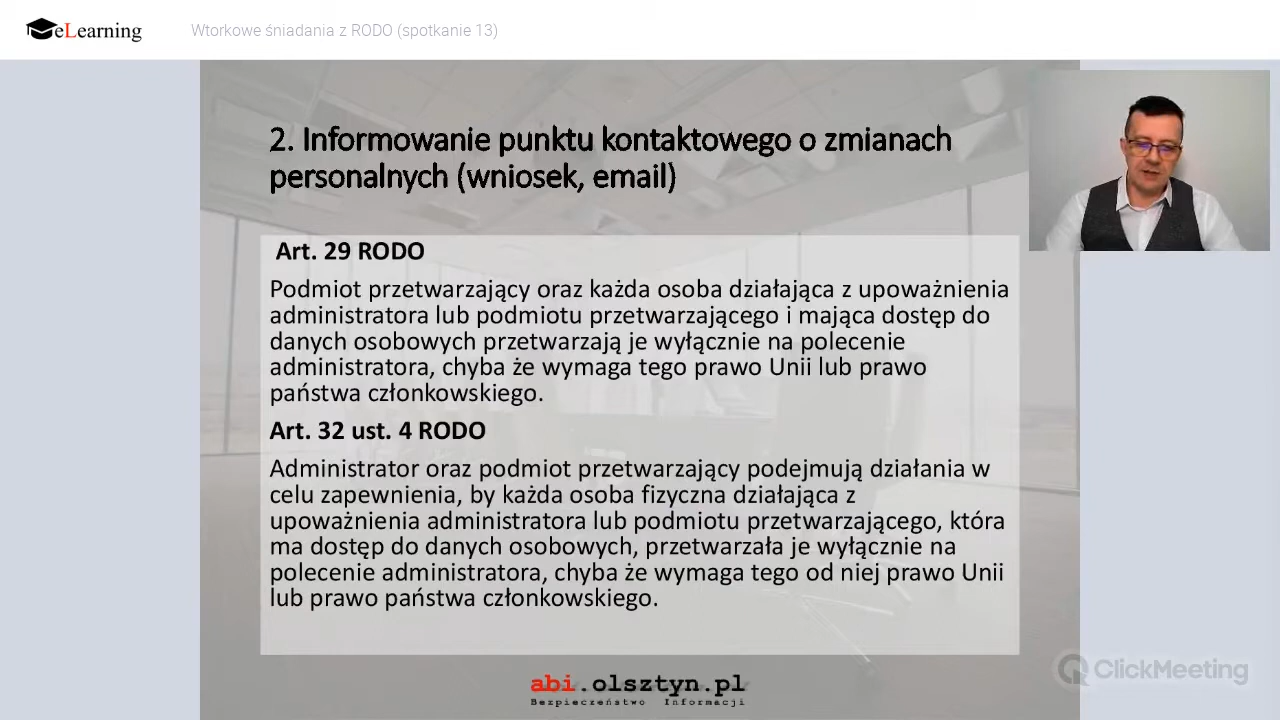 eLearning
Wtorkowe śniadania z RODO (spotkanie 13)
2. Informowanie punktu kontaktowego o zmianach
personalnych (wniosek, email)
Art. 29 RODO
Podmiot przetwarzający oraz każda osoba działająca z upoważnienia
administratora lub podmiotu przetwarzającego i mająca dostęp do
danych osobowych przetwarzają je wyłącznie na polecenie
administratora, chyba że wymaga tego prawo Unii lub prawo
państwa członkowskiego.
Art. 32 ust. 4 RODO
Administrator oraz podmiot przetwarzający podejmują działania w
celu zapewnienia, by każda osoba fizyczna działająca z
upoważnienia administratora lub podmiotu przetwarzającego, która
ma dostęp do danych osobowych, przetwarzała je wyłącznie na
polecenie administratora, chyba że wymaga tego od niej prawo Unii
lub prawo państwa członkowskiego.
abi.olsztyn.pl
Bezpieczeństwo Informacji
ClickMeeting